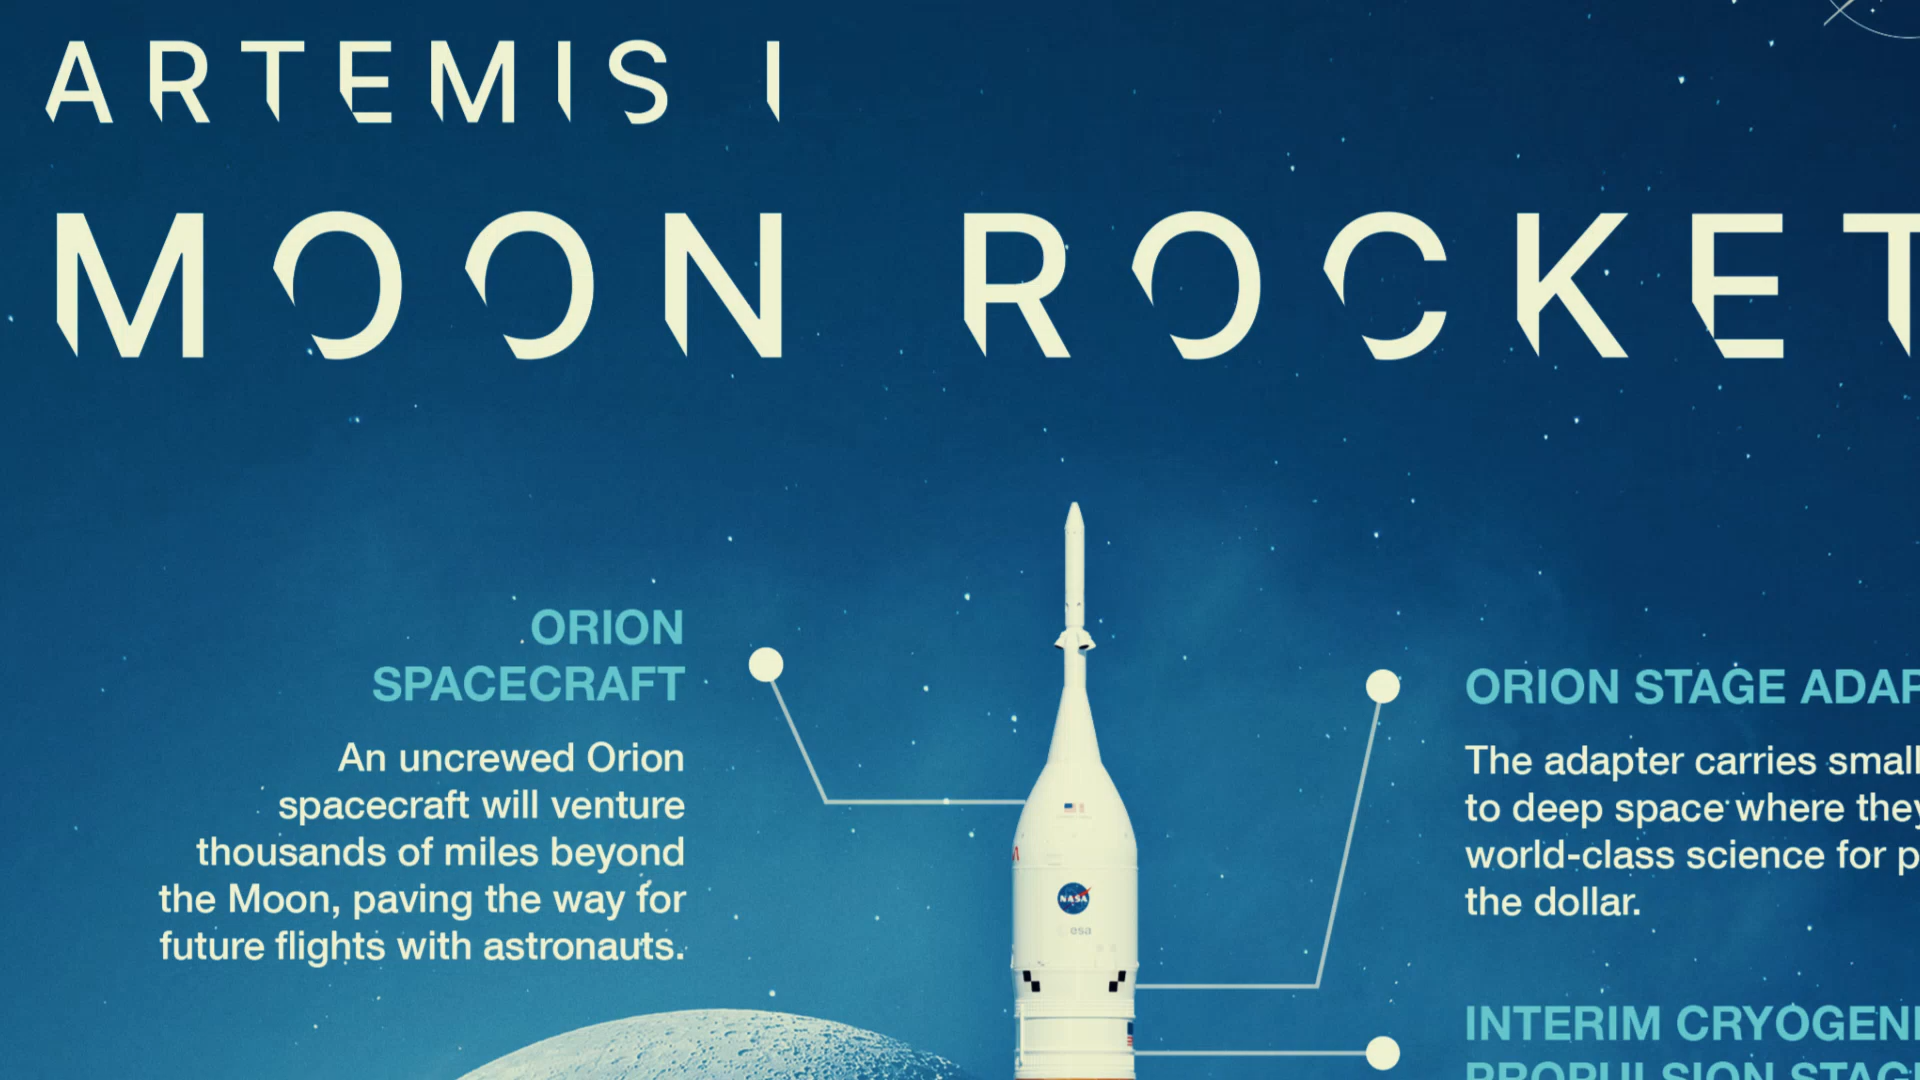 ARTEMIS I
MOON ROCKET
ORION
SPACECRAFT
An uncrewed Orion
spacecraft will venture
thousands of miles beyond
the Moon, paving the way for
future flights with astronauts.
NASA
esa
ORION STAGE
The adapter carries
to deep space where
world-class science for
the dollar.
INTERIM
PROPULSION